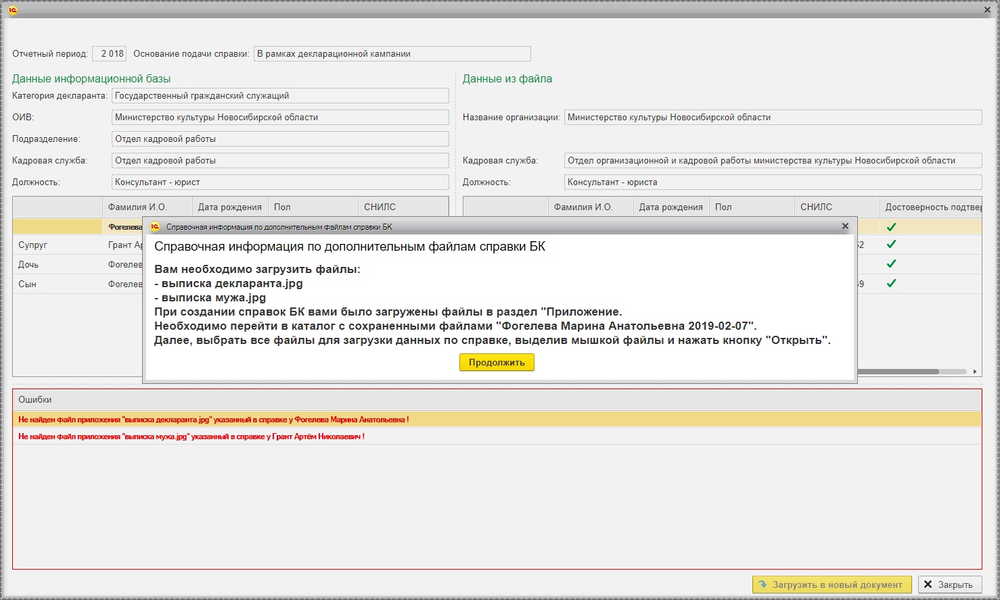 Отчетный период: 2 018 Основание подачи справки: В рамках декларационной кампании
Данные информационной базы
Данные из файла
Категория декларанта: Государственный гражданский служащий
ОИВ: Министерство культуры Новосибирской области
Название организации: Министерство культуры Новосибирской области
Подразделение: Отдел кадровой работы
Кадровая служба: Отдел кадровой работы
Кадровая служба: Отдел организационной и кадровой работы министерства культуры Новосибирской области
Должность: Консультант - юрист
Должность: Консультант - юриста
Фамилия И.О. Дата рождения Пол СНИЛС
Фамилия И.О. Дата рождения Пол СНИЛС Достоверность подтвер
Фогелева
Супруг Грант Ар
Дочь Фогелев
Сын Фогелев
Справочная информация по дополнительным файлам справки БК
Справочная информация по дополнительным файлам справки БК
Вам необходимо загрузить файлы:
- выписка декларанта.jpg
- выписка мужа.jpg
При создании справок БК вами было загружены файлы в раздел "Приложение.
Необходимо перейти в каталог с сохраненными файлами "Фогелева Марина Анатольевна 2019-02-07".
Далее, выбрать все файлы для загрузки данных по справке, выделив мышкой файлы и нажать кнопку "Открыть".
Продолжить
Ошибки
Не найден файл приложения "выписка декларанта.jpg" указанный в справке у Фогелева Марина Анатольевна !
Не найден файл приложения "выписка мужа.jpg" указанный в справке у Грант Артём Николаевич !
Загрузить в новый документ
Закрыть